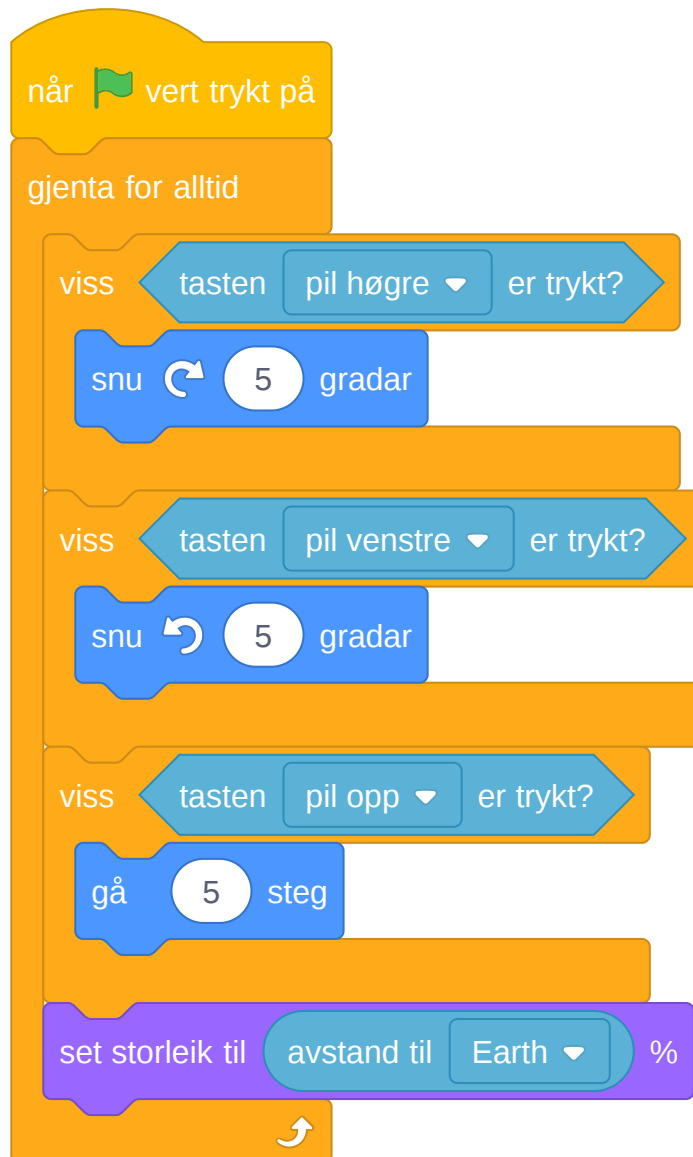 når vert trykt på
gjenta for alltid
viss tasten pil høgre er trykt?
snu 5 gradar
viss tasten pil venstre er trykt?
snu 5 gradar
viss tasten pil opp er trykt?
gå 5 steg
set storleik til avstand til Earth %